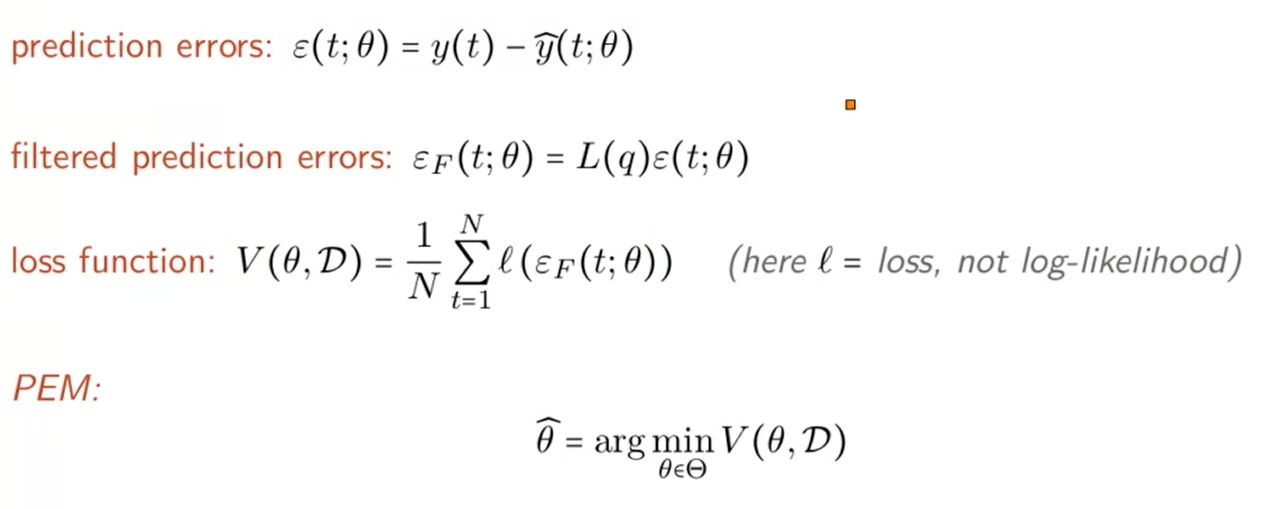 prediction errors: ε(t;θ) = y(t) − ŷ(t;θ)
filtered prediction errors: ε_F(t;θ) = L(q)ε(t;θ)
loss function: V(θ,𝒟) = 1/N ∑_{t=1}^{N} ℓ(ε_F(t;θ)) (here ℓ = loss, not log-likelihood)
PEM:
θ̂ = arg min_{θ∈Θ} V(θ,𝒟)